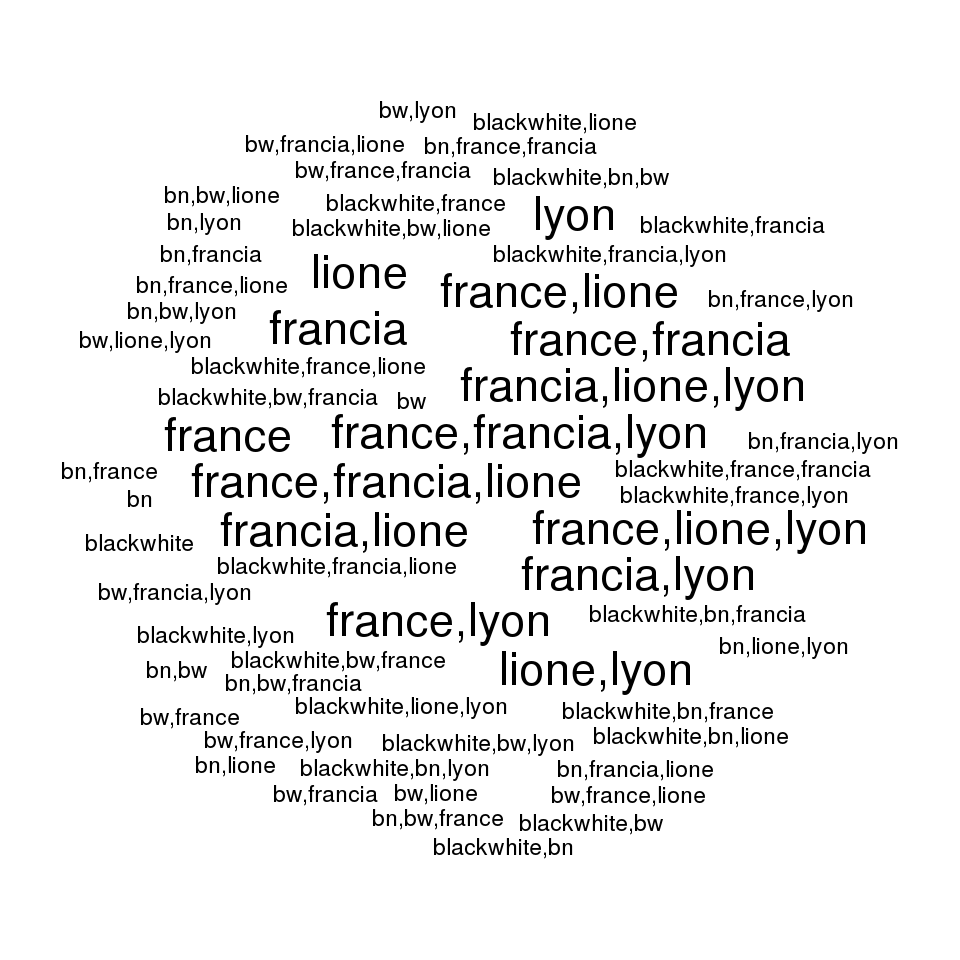 bw,lyon
blackwhite,lione
bw,francia,lione
bn,france,francia
bw,france,francia
blackwhite,bn,bw
bn,bw,lione
blackwhite,france
lyon
bn,lyon
blackwhite,bw,lione
blackwhite,francia
bn,francia
blackwhite,francia,lyon
lione
bn,france,lione
france,lione
bn,france,lyon
bn,bw,lyon
francia
bw,lione,lyon
france,francia
blackwhite,france,lione
francia,lione,lyon
blackwhite,bw,francia
bw
france
france,francia,lyon
bn,francia,lyon
bn,france
blackwhite,france,francia
france,francia,lione
blackwhite,france,lyon
bn
francia,lione
france,lione,lyon
blackwhite
blackwhite,francia,lione
francia,lyon
bw,francia,lyon
france,lyon
blackwhite,bn,francia
blackwhite,lyon
bn,lione,lyon
bn,bw
blackwhite,bw,france
lione,lyon
bn,bw,francia
blackwhite,lione,lyon
blackwhite,bn,france
bw,france
bw,france,lyon
blackwhite,bw,lyon
blackwhite,bn,lione
bn,lione
blackwhite,bn,lyon
bn,francia,lione
bw,francia
bw,lione
bw,france,lione
bn,bw,france
blackwhite,bw
blackwhite,bn